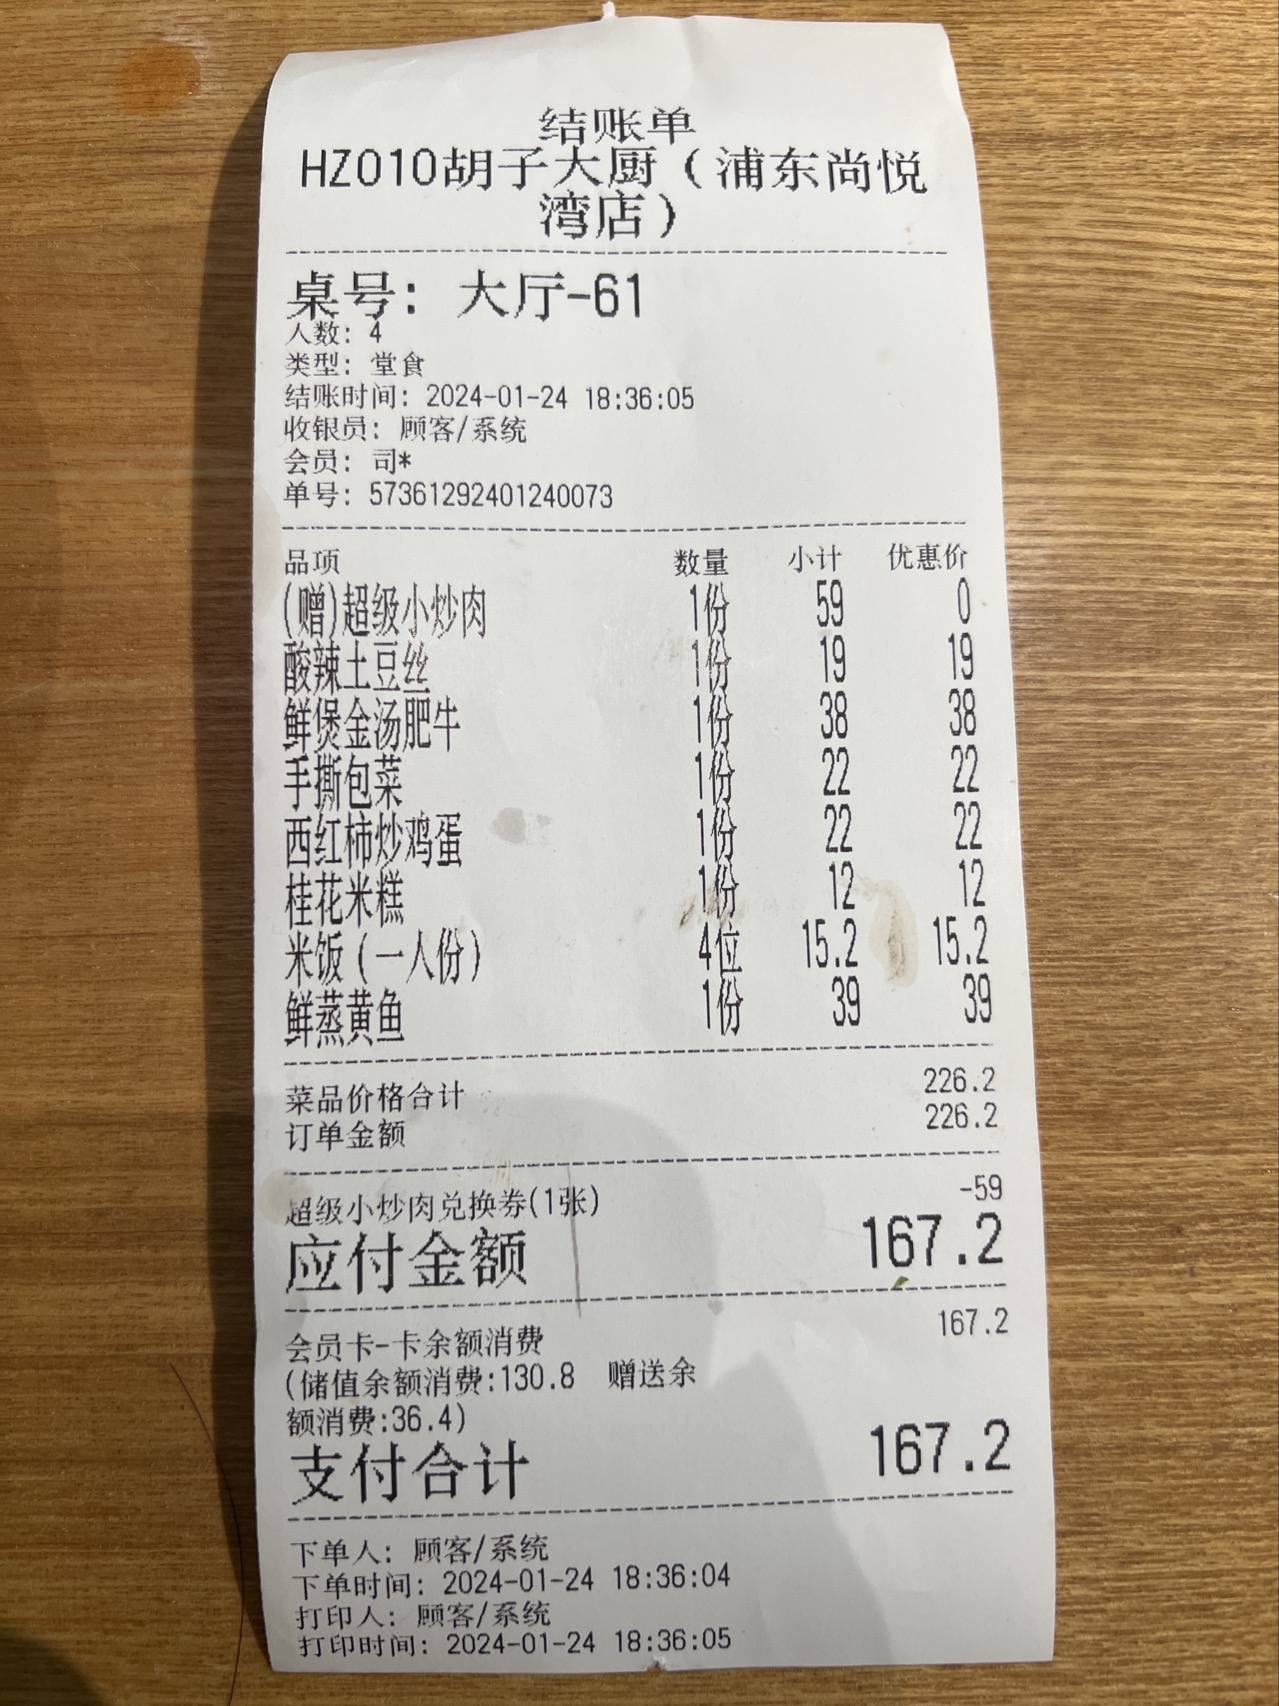 结账单
HZ010胡子大厨（浦东尚悦
湾店）
桌号: 大厅-61
人数: 4
类型: 堂食
结账时间: 2024-01-24 18:36:05
收银员: 顾客/系统
会员: 司*
单号: 57361292401240073
品项 数量 小计 优惠价
(赠)超级小炒肉 1份 59 0
酸辣土豆丝 1份 19 19
鲜煲金汤肥牛 1份 38 38
手撕包菜 1份 22 22
西红柿炒鸡蛋 1份 22 22
桂花米糕 1份 12 12
米饭（一人份） 4位 15.2 15.2
鲜蒸黄鱼 1份 39 39
菜品价格合计 226.2
订单金额 226.2
超级小炒肉兑换券(1张) -59
应付金额 167.2
会员卡-卡余额消费 167.2
(储值余额消费:130.8 赠送余
额消费:36.4)
支付合计 167.2
下单人: 顾客/系统
下单时间: 2024-01-24 18:36:04
打印人: 顾客/系统
打印时间: 2024-01-24 18:36:05